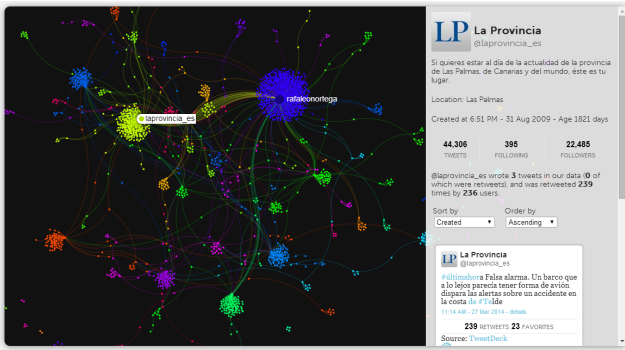 laprovincia_es
rafaleonortega
LP
La Provincia
@laprovincia_es
Si quieres estar al día de la actualidad de la provincia
de Las Palmas, de Canarias y del mundo, éste es tu
lugar.
Location: Las Palmas
Created at 6:51 PM - 31 Aug 2009 - Age 1821 days
44,306 395 22,485
TWEETS FOLLOWING FOLLOWERS
@laprovincia_es wrote 3 tweets in our data (0 of
which were retweets), and was retweeted 239
times by 236 users.
Sort by Order by
Created Ascending
LP
La Provincia
@laprovincia_es
#últimahora Falsa alarma. Un barco que
a lo lejos parecía tener forma de avión
dispara las alertas sobre un accidente en
la costa de #Telde
11:14 AM - 27 Mar 2014 - details
239 RETWEETS 23 FAVORITES
Source: TweetDeck